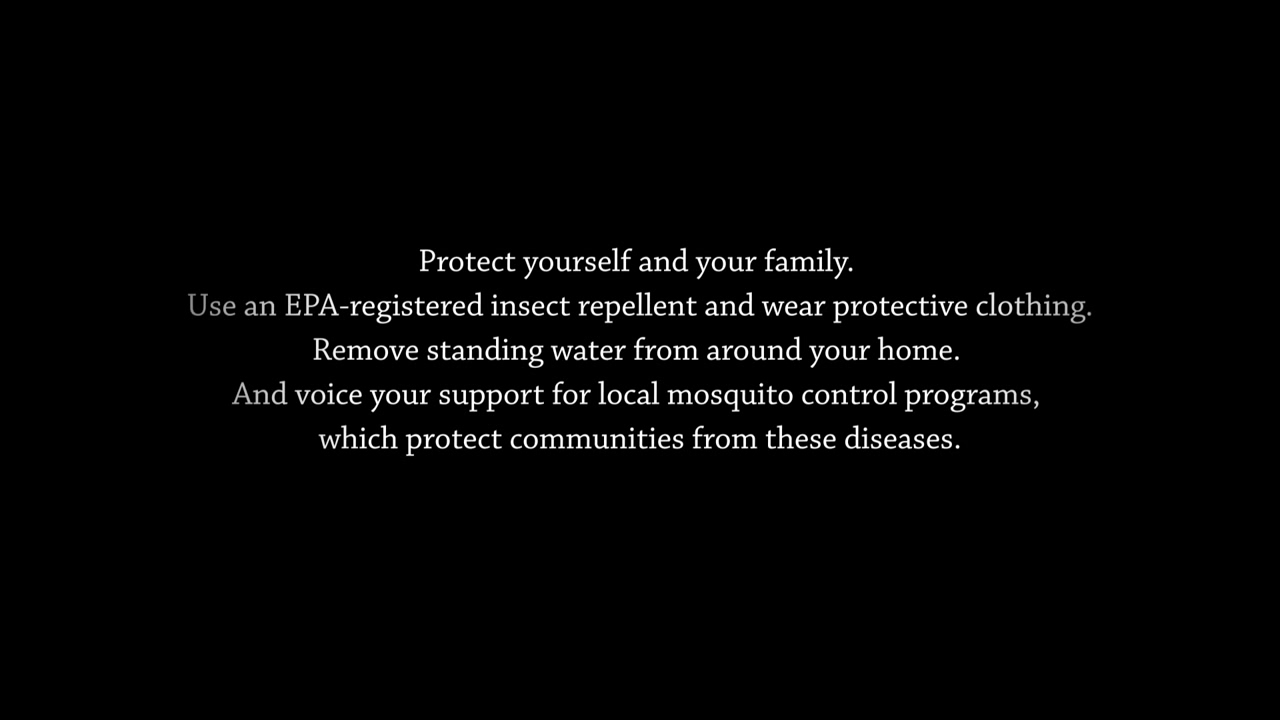 Protect yourself and your family.
Use an EPA-registered insect repellent and wear protective clothing.
Remove standing water from around your home.
And voice your support for local mosquito control programs,
which protect communities from these diseases.